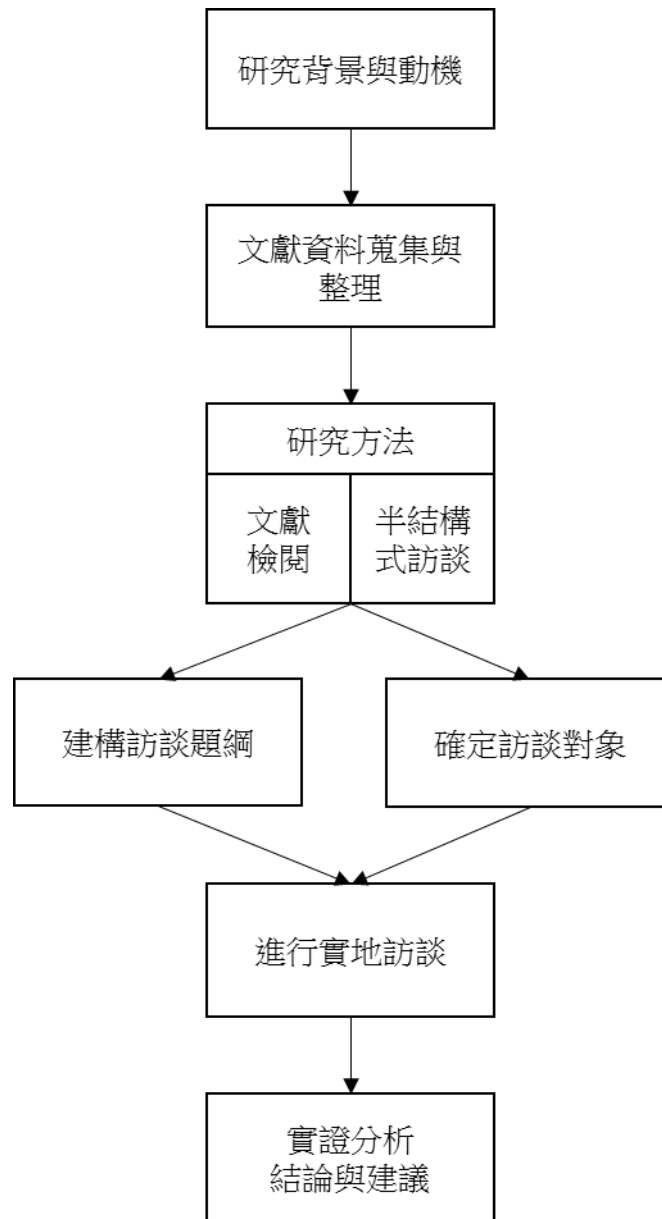 研究背景與動機
文獻資料蒐集與
整理
研究方法
文獻
檢閱
半結構
式訪談
建構訪談題綱
確定訪談對象
進行實地訪談
實證分析
結論與建議